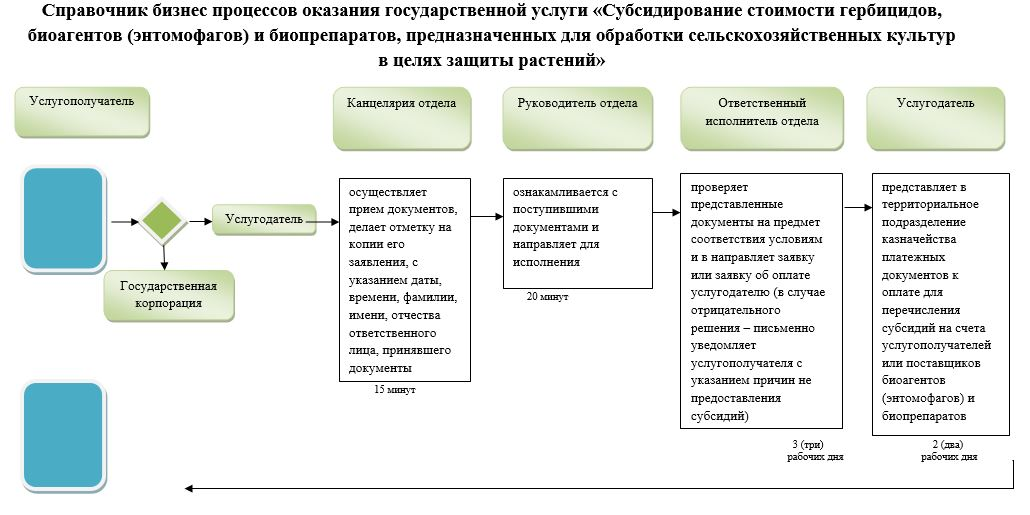 Справочник бизнес процессов оказания государственной услуги «Субсидирование стоимости гербицидов,
биоагентов (энтомофагов) и биопрепаратов, предназначенных для обработки сельскохозяйственных культур
в целях защиты растений»
Услугополучатель
Канцелярия отдела
Руководитель отдела
Ответственный
исполнитель отдела
Услугодатель
Услугодатель
Государственная
корпорация
осуществляет
прием документов,
делает отметку на
копии его
заявления, с
указанием даты,
времени, фамилии,
имени, отчества
ответственного
лица, принявшего
документы
15 минут
ознакамливается с
поступившими
документами и
направляет для
исполнения
20 минут
проверяет
представленные
документы на предмет
соответствия условиям
и в направляет заявку
или заявку об оплате
услугодателю (в случае
отрицательного
решения – письменно
уведомляет
услугополучателя с
указанием причин не
предоставления
субсидий)
3 (три)
рабочих дня
представляет в
территориальное
подразделение
казначейства
платежных
документов к
оплате для
перечисления
субсидий на счета
услугополучателей
или поставщиков
биоагентов
(энтомофагов) и
биопрепаратов
2 (два)
рабочих дня